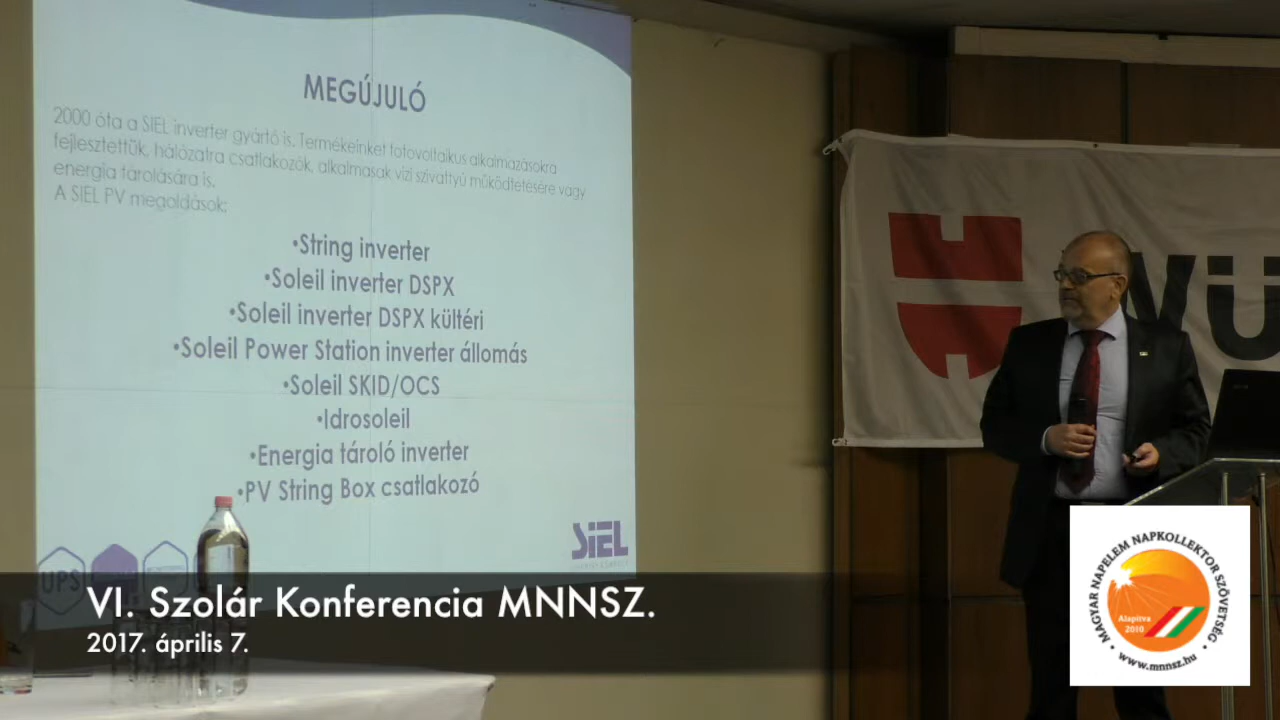 MEGÚJULÓ
2000 óta a SIEL inverter gyártó is. Termékeinket fotovoltaikus alkalmazásokra
fejlesztettük, hálózatra csatlakozók, alkalmasak vizi szivattyú működtetésére vagy
energia tárolására is.
A SIEL PV megoldások:
•String inverter
•Soleil inverter DSPX
•Soleil inverter DSPX kültéri
•Soleil Power Station inverter állomás
•Soleil SKID/OCS
•Idrosoleil
•Energia tároló inverter
•PV String Box csatlakozó
SIEL
UPS
WÜ
VI. Szolár Konferencia MNNSZ.
2017. április 7.
• MAGYAR NAPELEM NAPKOLLEKTOR SZÖVETSÉG •
Alapítva
2010
www.mnnsz.hu